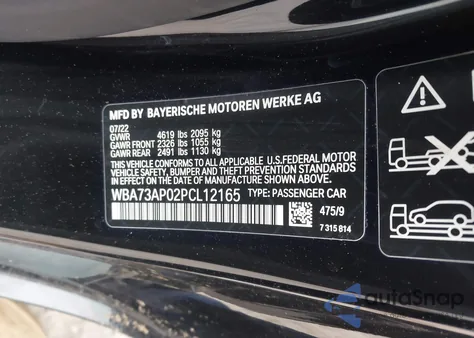 MFD BY BAYERISCHE MOTOREN WERKE AG
07/22
GVWR 4619 lbs 2095 kg
GAWR FRONT 2326 lbs 1055 kg
GAWR REAR 2491 lbs 1130 kg
THIS VEHICLE CONFORMS TO ALL APPLICABLE U.S.FEDERAL MOTOR
VEHICLE SAFETY, BUMPER, AND THEFT PREVENTION STANDARDS
IN EFFECT ON THE DATE OF MANUFACTURE SHOWN ABOVE.
WBA73AP02PCL12165 TYPE: PASSENGER CAR
475/9
7 315 814
autoSnap